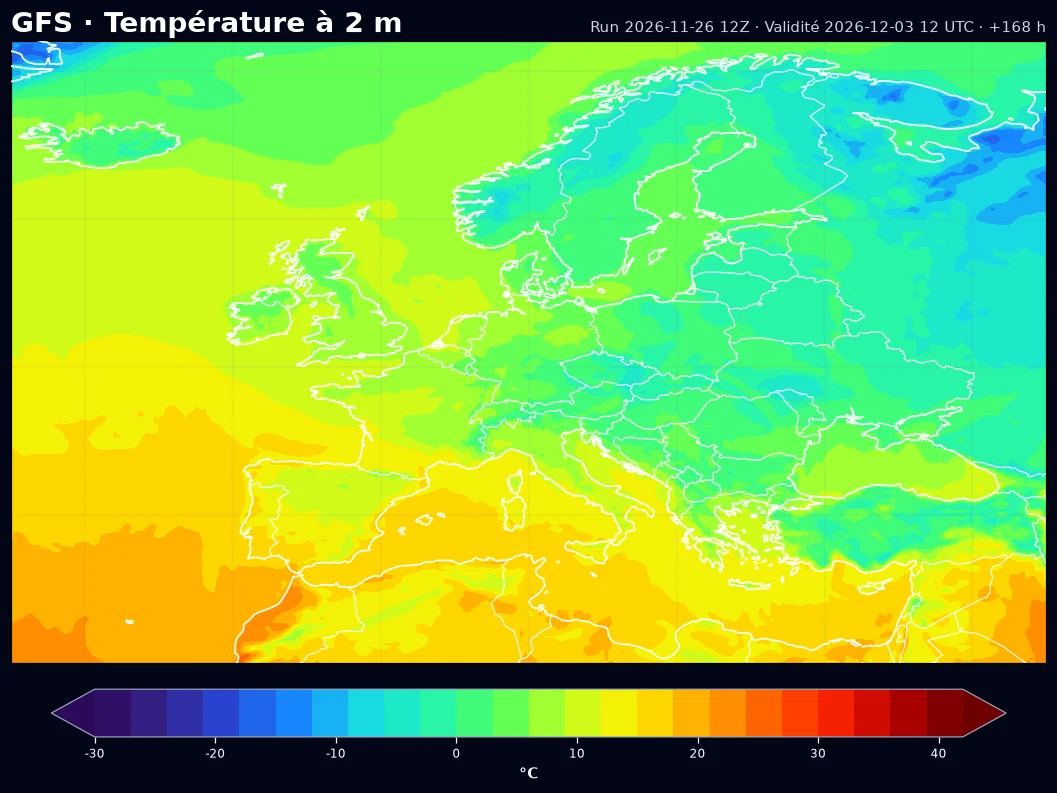 GFS · Température à 2 m
Run 2026-11-26 12Z · Validité 2026-12-03 12 UTC · +168 h
-30 -20 -10 0 10 20 30 40
°C